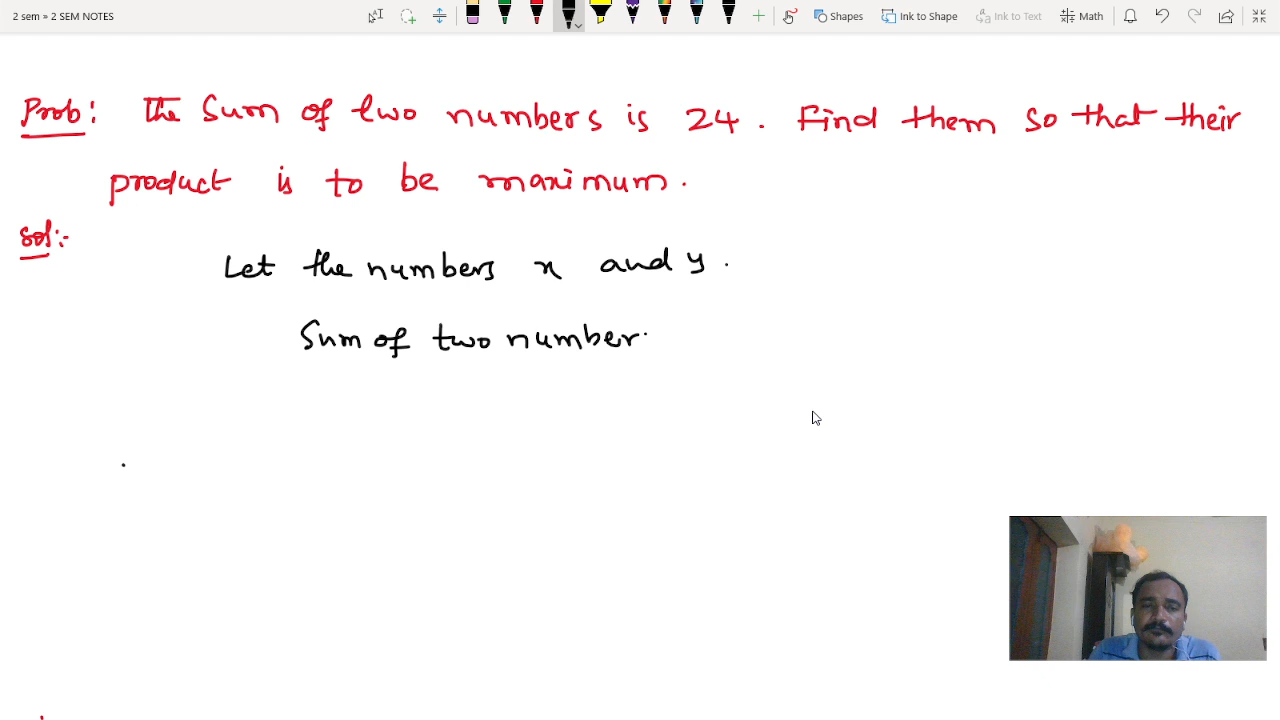 2 sem » 2 SEM NOTES
Shapes
Ink to Shape
Ink to Text
Math
Prob: The Sum of two numbers is 24. Find them so that their
product is to be maximum.
Sol:-
Let the numbers x and y.
Sum of two number